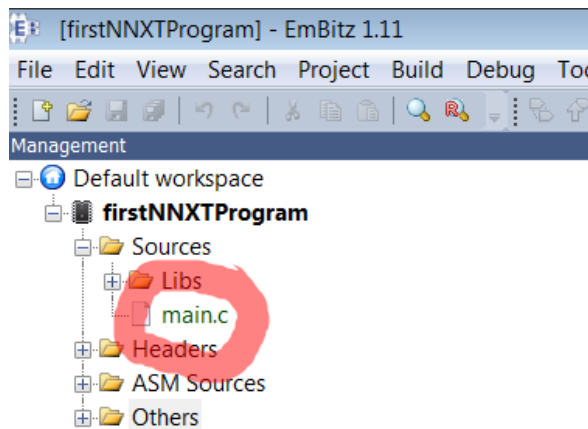 [firstNNXTProgram] - EmBitz 1.11
File Edit View Search Project Build Debug Too
Management
Default workspace
firstNNXTProgram
Sources
Libs
main.c
Headers
ASM Sources
Others